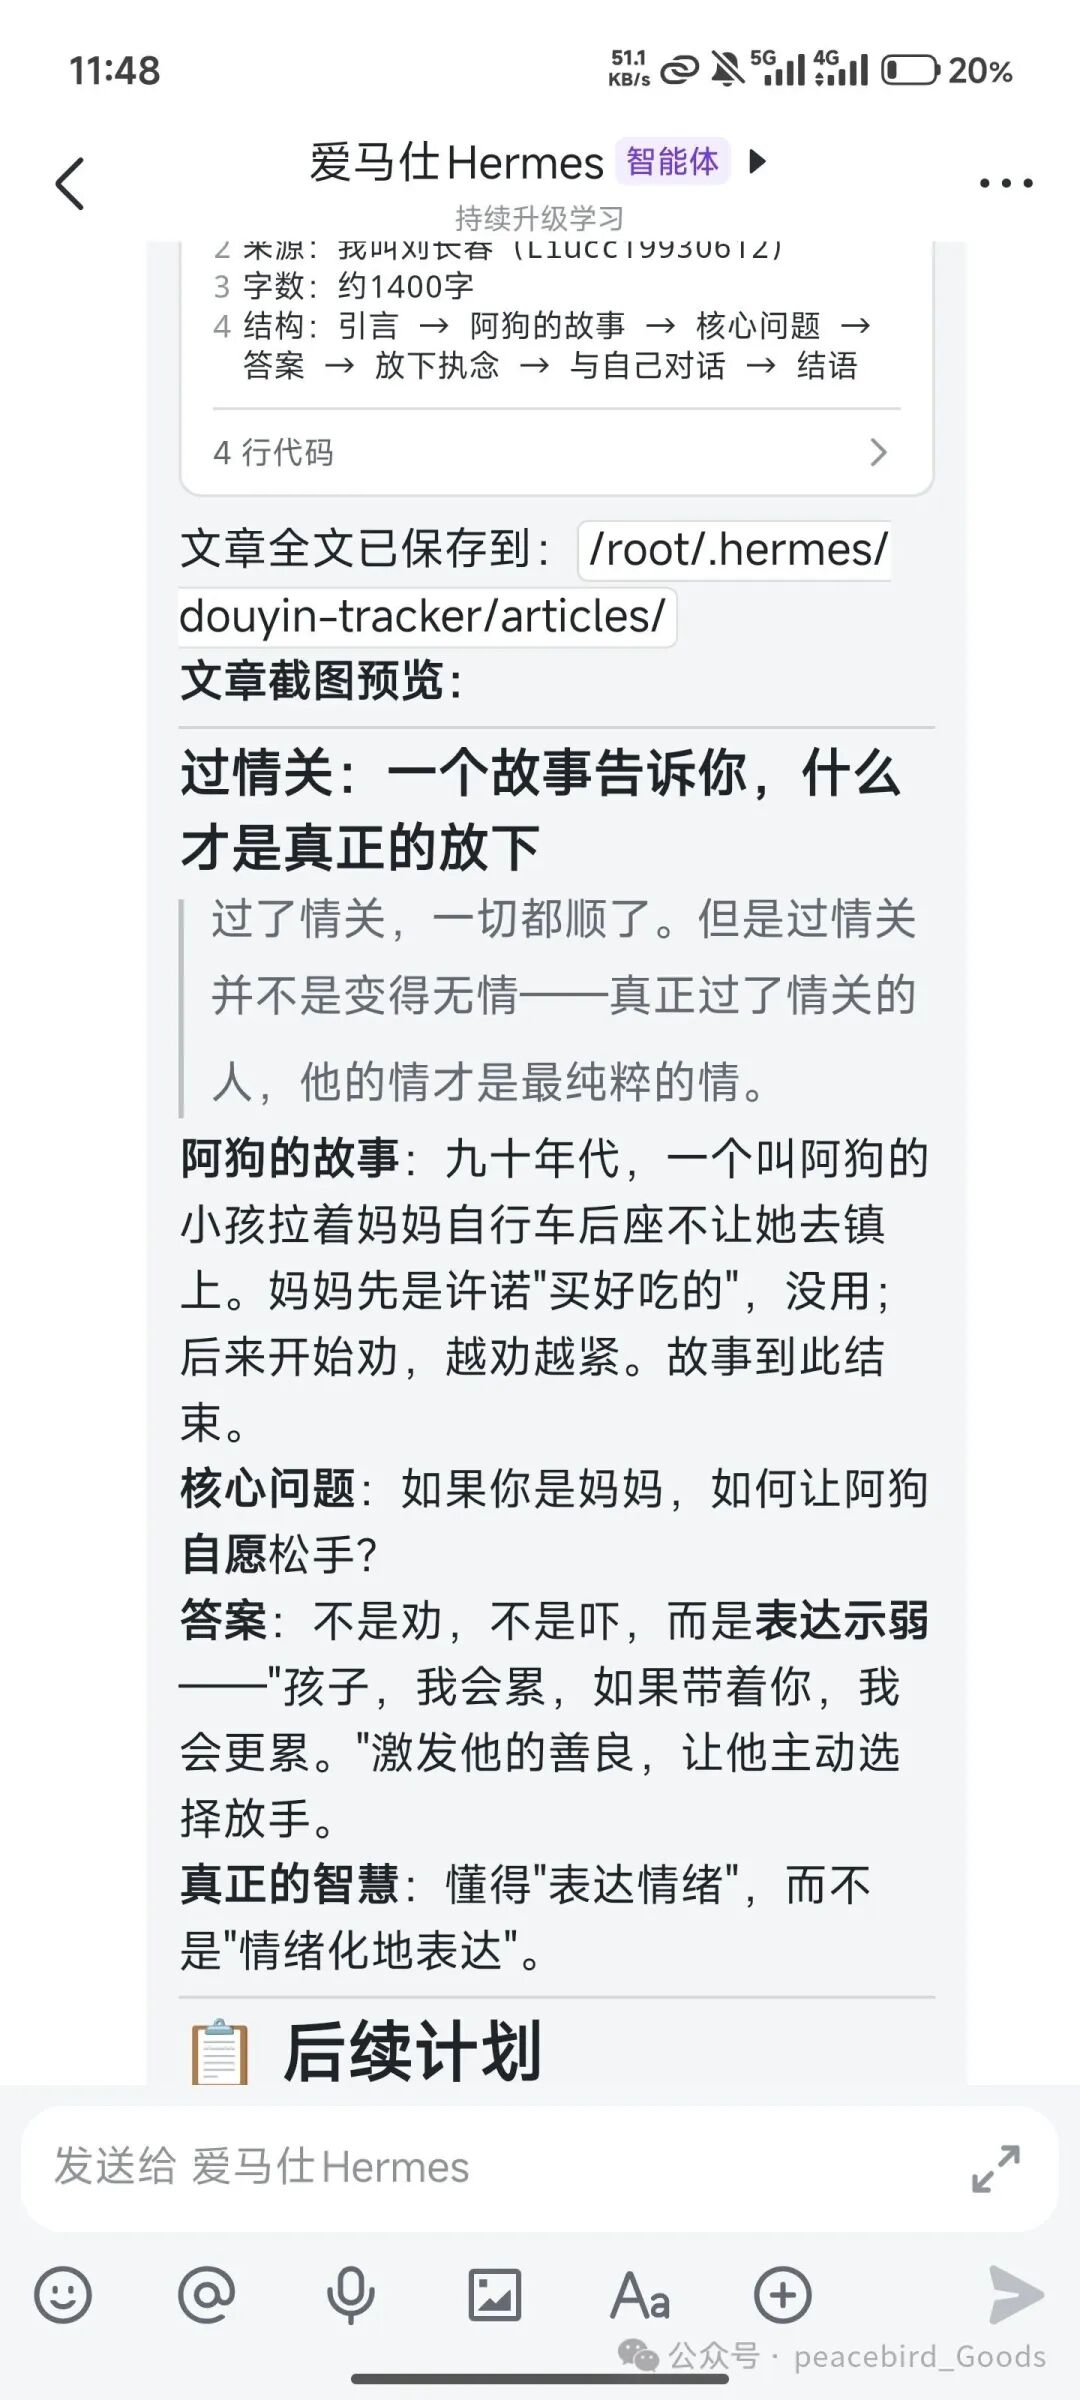 11:48
51.1 KB/s 5G 4G 20%
爱马仕Hermes 智能体
持续升级学习
2 来源：我叫刘长春（Liucc19930612）
3 字数：约1400字
4 结构：引言 → 阿狗的故事 → 核心问题 →
答案 → 放下执念 → 与自己对话 → 结语
4 行代码
文章全文已保存到：/root/.hermes/
douyin-tracker/articles/
文章截图预览：
过情关：一个故事告诉你，什么
才是真正的放下
过了情关，一切都顺了。但是过情关
并不是变得无情——真正过了情关的
人，他的情才是最纯粹的情。
阿狗的故事：九十年代，一个叫阿狗的
小孩拉着妈妈自行车后座不让她去镇
上。妈妈先是许诺"买好吃的"，没用；
后来开始劝，越劝越紧。故事到此结
束。
核心问题：如果你是妈妈，如何让阿狗
自愿松手？
答案：不是劝，不是吓，而是表达示弱
——"孩子，我会累，如果带着你，我
会更累。"激发他的善良，让他主动选
择放手。
真正的智慧：懂得"表达情绪"，而不
是"情绪化地表达"。
📋 后续计划
发送给 爱马仕Hermes
Aa
公众号 · peacebird_Goods